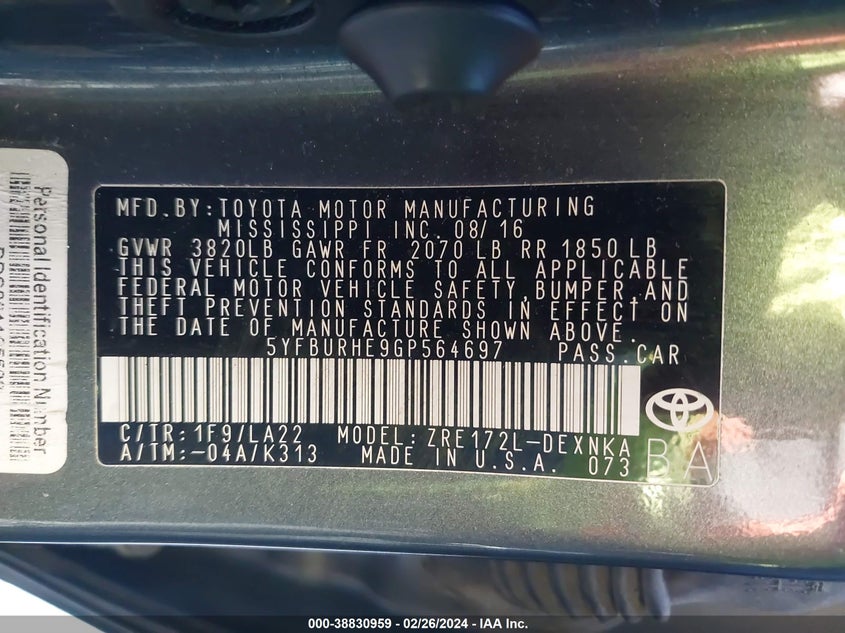 MFD.BY:TOYOTA MOTOR MANUFACTURING
MISSISSIPPI INC. 08/16
GVWR 3820LB GAWR FR 2070 LB RR 1850 LB
THIS VEHICLE CONFORMS TO ALL APPLICABLE
FEDERAL MOTOR VEHICLE SAFETY,BUMPER,AND
THEFT PREVENTION STANDARDS IN EFFECT ON
THE DATE OF MANUFACTURE SHOWN ABOVE.
5YFBURHE9GP564697 PASS.CAR
C/TR:1F9/LA22 MODEL:ZRE172L-DEXNKA
A/TM:-04A/K313 MADE IN U.S.A. 073
BA
Personal Identification Number
000-38830959 - 02/26/2024 - IAA Inc.